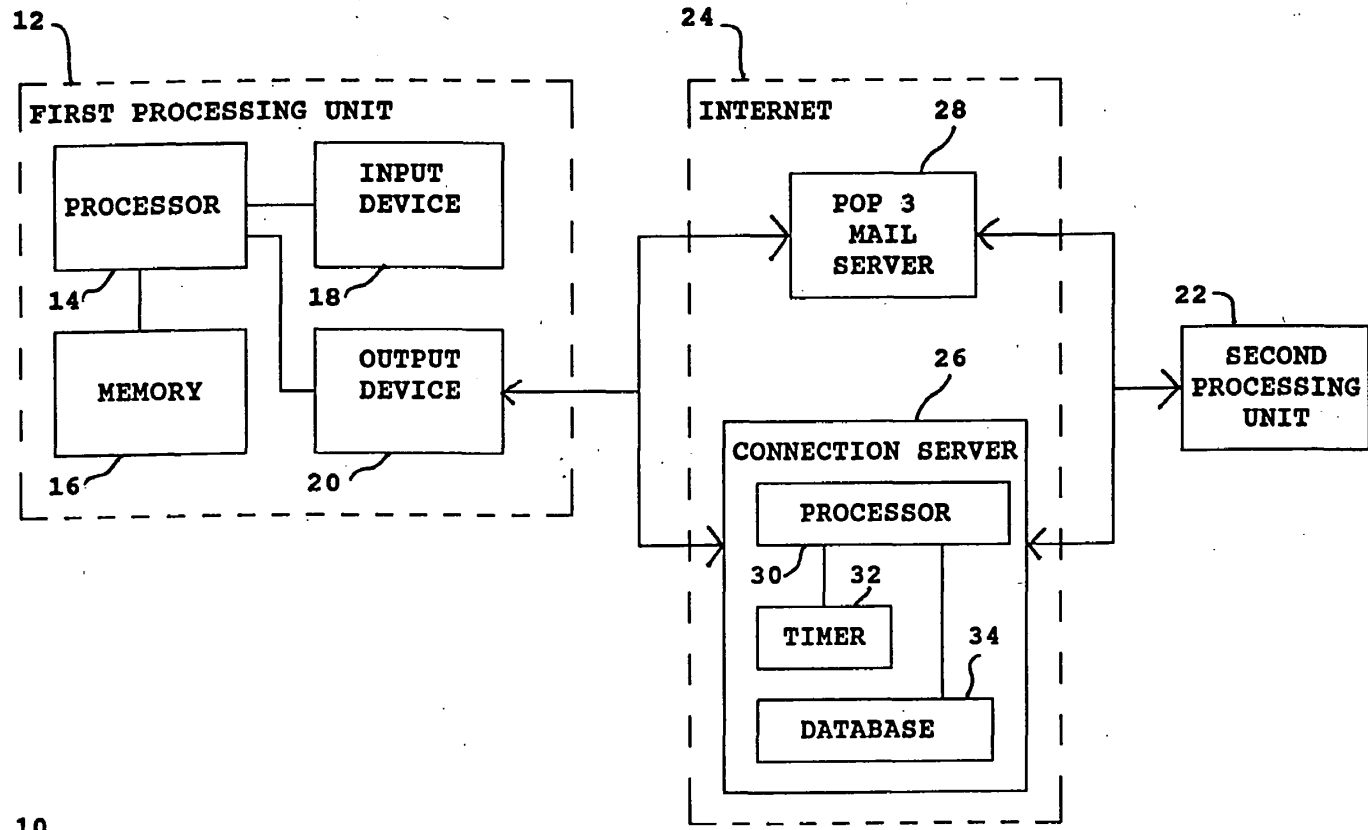 12
24
FIRST PROCESSING UNIT
INTERNET
28
PROCESSOR
INPUT
DEVICE
POP 3
MAIL
SERVER
14
18
22
MEMORY
OUTPUT
DEVICE
SECOND
PROCESSING
UNIT
26
16
20
CONNECTION SERVER
PROCESSOR
30
32
TIMER
34
DATABASE
10